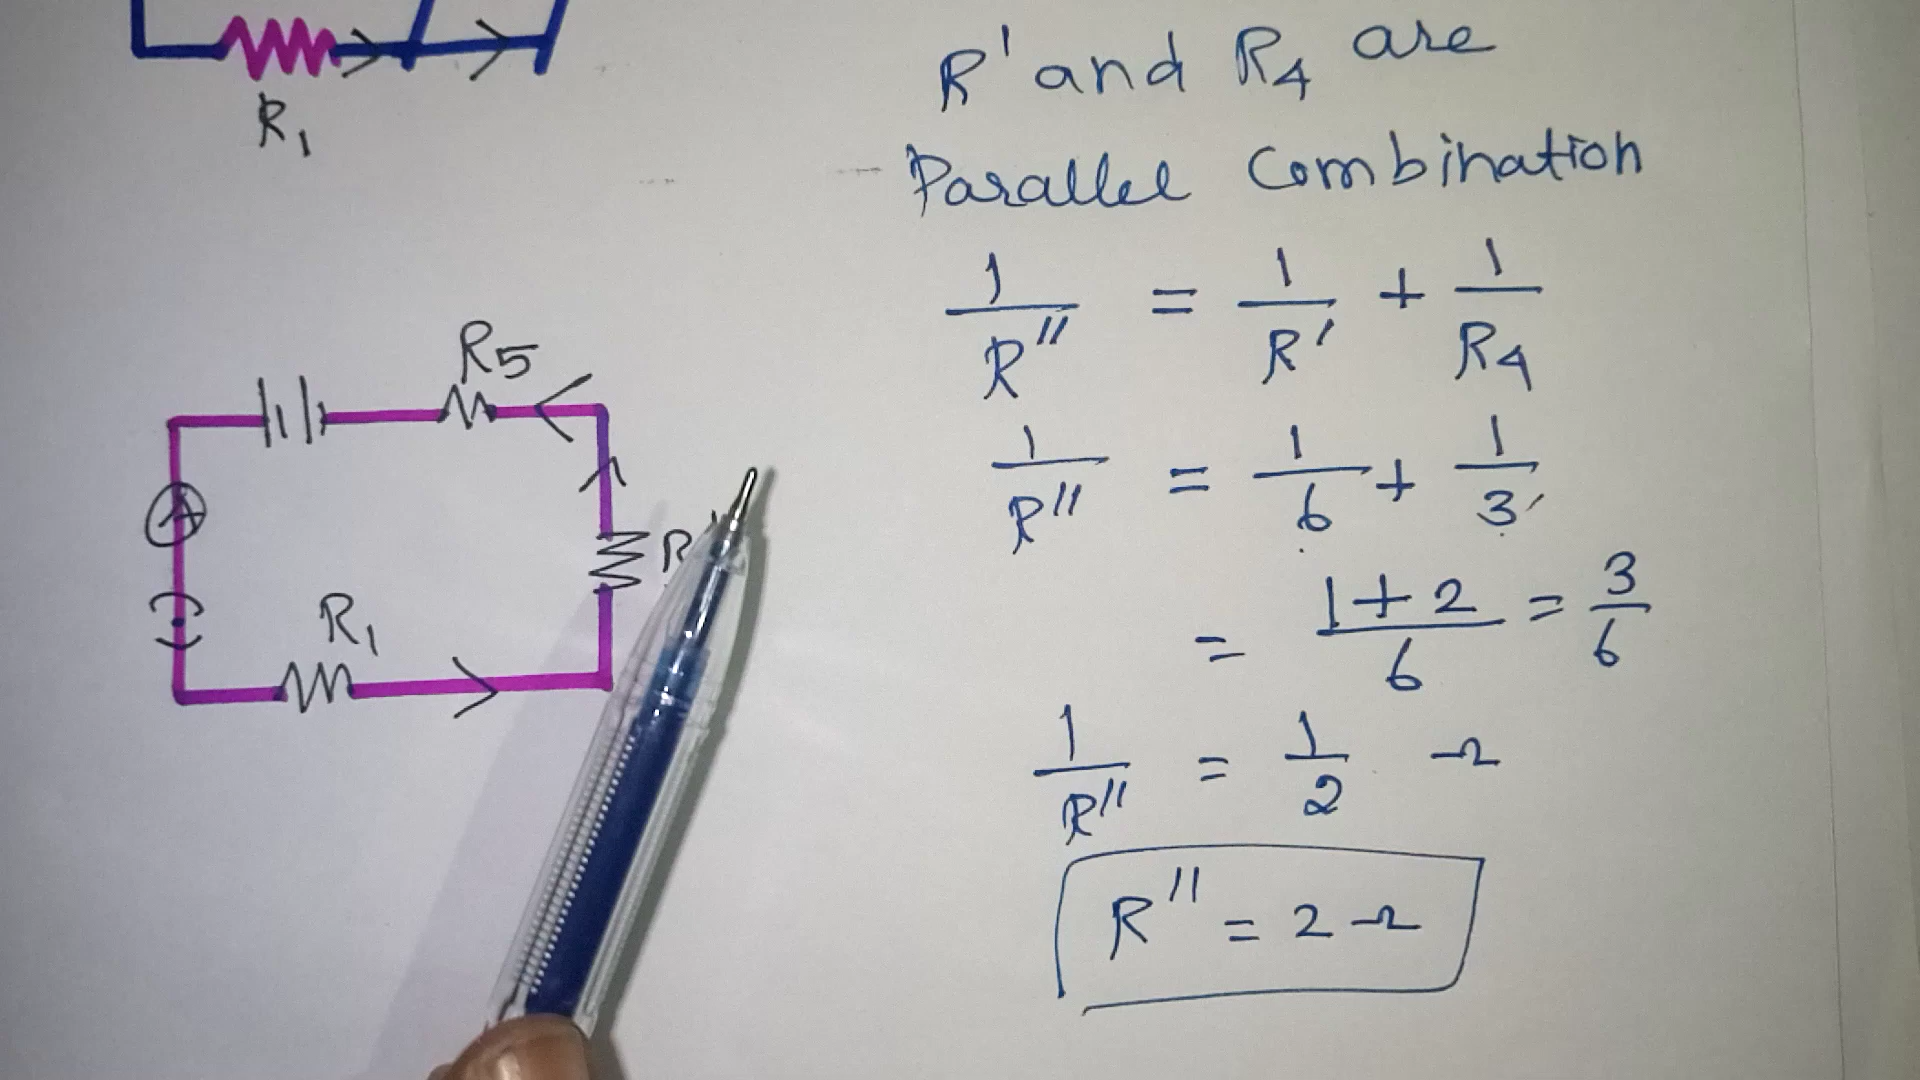 R₁
R' and R₄ are
Parallel Combination
1/R'' = 1/R' + 1/R₄
1/R'' = 1/6 + 1/3
= 1+2/6 = 3/6
1/R'' = 1/2 Ω
R'' = 2 Ω
R5
A
R₁
R